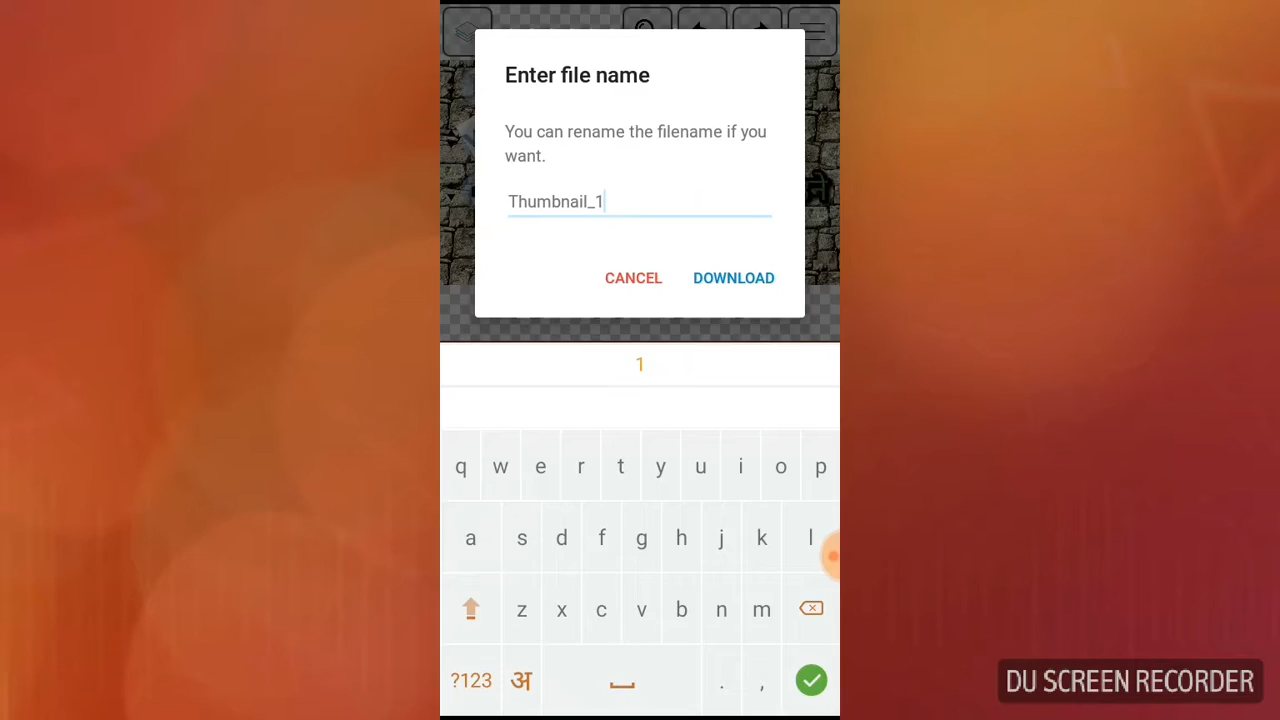 Enter file name
You can rename the filename if you
want.
ने
Thumbnail_1
CANCEL DOWNLOAD
1
q w e r t y u i o p
a s d f g h j k l
z x c v b n m
?123 अ . ,
DU SCREEN RECORDER